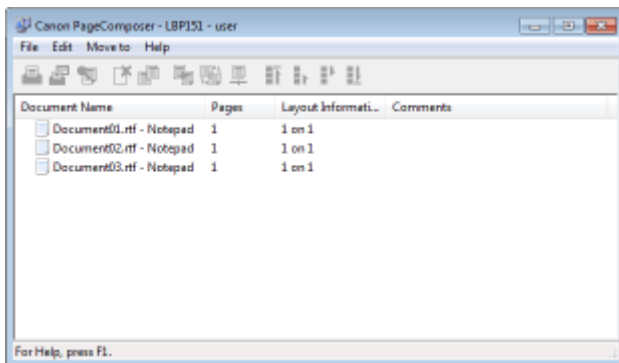 Canon PageComposer - LBP151 - user
File Edit Move to Help
Document Name Pages Layout Informati... Comments
Document01.rtf - Notepad 1 1 on 1
Document02.rtf - Notepad 1 1 on 1
Document03.rtf - Notepad 1 1 on 1
For Help, press F1.